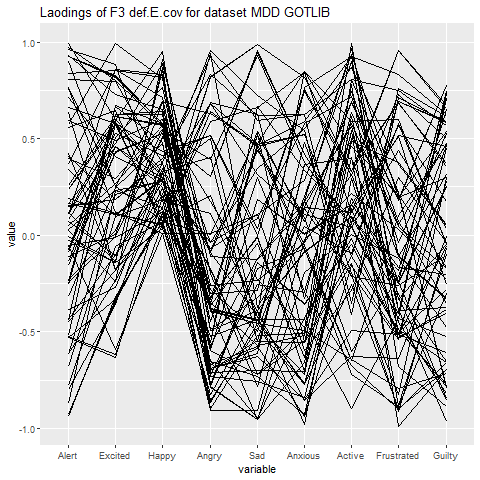 Laodings of F3 def.E.cov for dataset MDD GOTLIB
1.0
0.5
0.0
-0.5
-1.0
value
Alert Excited Happy Angry Sad Anxious Active Frustrated Guilty
variable